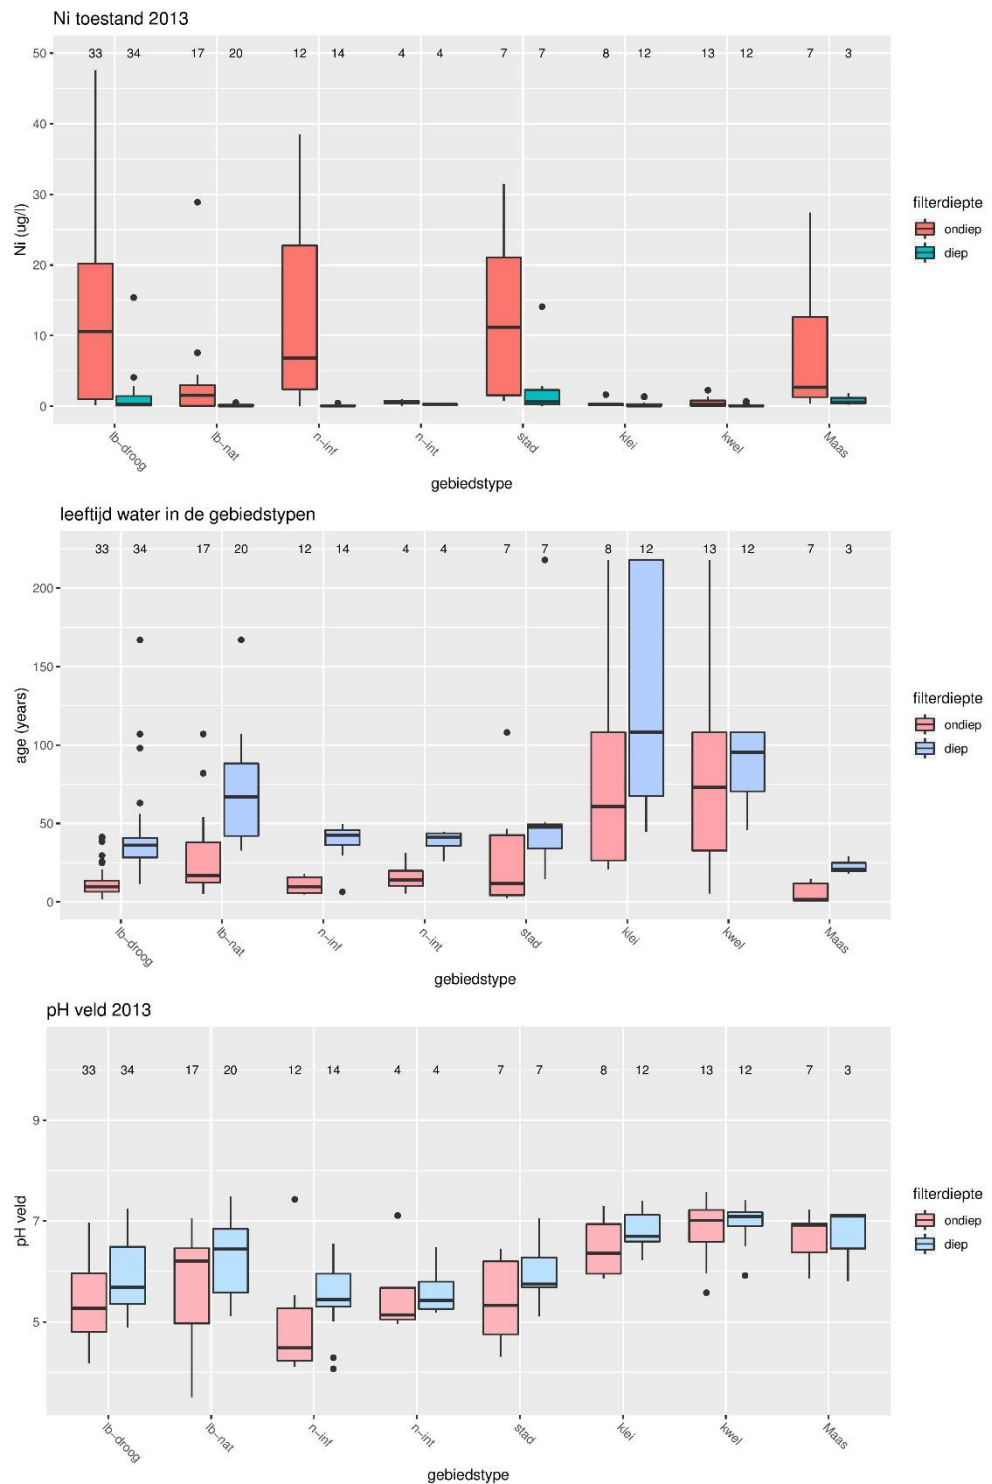 Ni toestand 2013
33 34 17 20 12 14 4 4 7 7 8 12 13 12 7 3
50
40
30
20
10
0
Ni (ug/l)
lb-droog lb-nat n-inf n-int stad klei kwel Maas
gebiedstype
filterdiepte
ondiep
diep
leeftijd water in de gebiedstypen
33 34 17 20 12 14 4 4 7 7 8 12 13 12 7 3
200
150
100
50
0
age (years)
lb-droog lb-nat n-inf n-int stad klei kwel Maas
gebiedstype
filterdiepte
ondiep
diep
pH veld 2013
33 34 17 20 12 14 4 4 7 7 8 12 13 12 7 3
9
7
5
pH veld
lb-droog lb-nat n-inf n-int stad klei kwel Maas
gebiedstype
filterdiepte
ondiep
diep